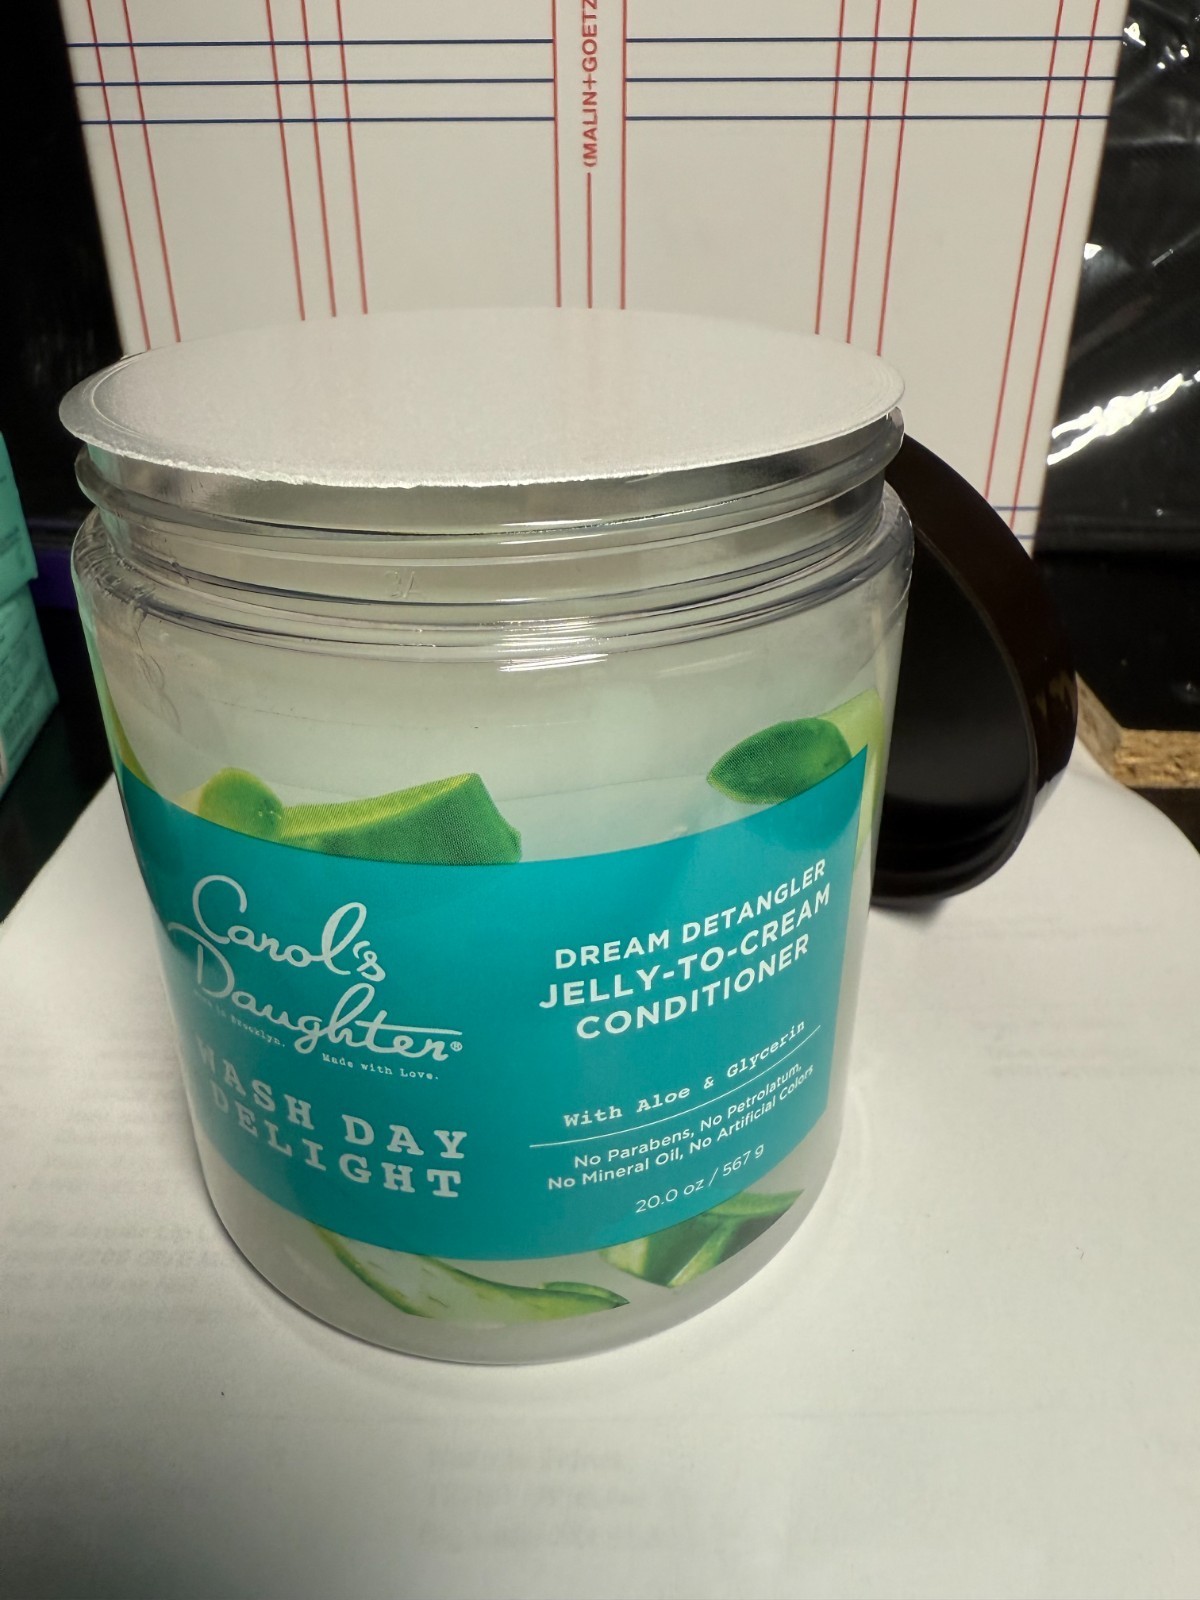 (MALIN+GOETZ
Carol's
Daughter®
Made with Love.
WASH DAY
DELIGHT
DREAM DETANGLER
JELLY-TO-CREAM
CONDITIONER
With Aloe & Glycerin
No Parabens, No Petrolatum,
No Mineral Oil, No Artificial Colors
20.0 oz / 567 g